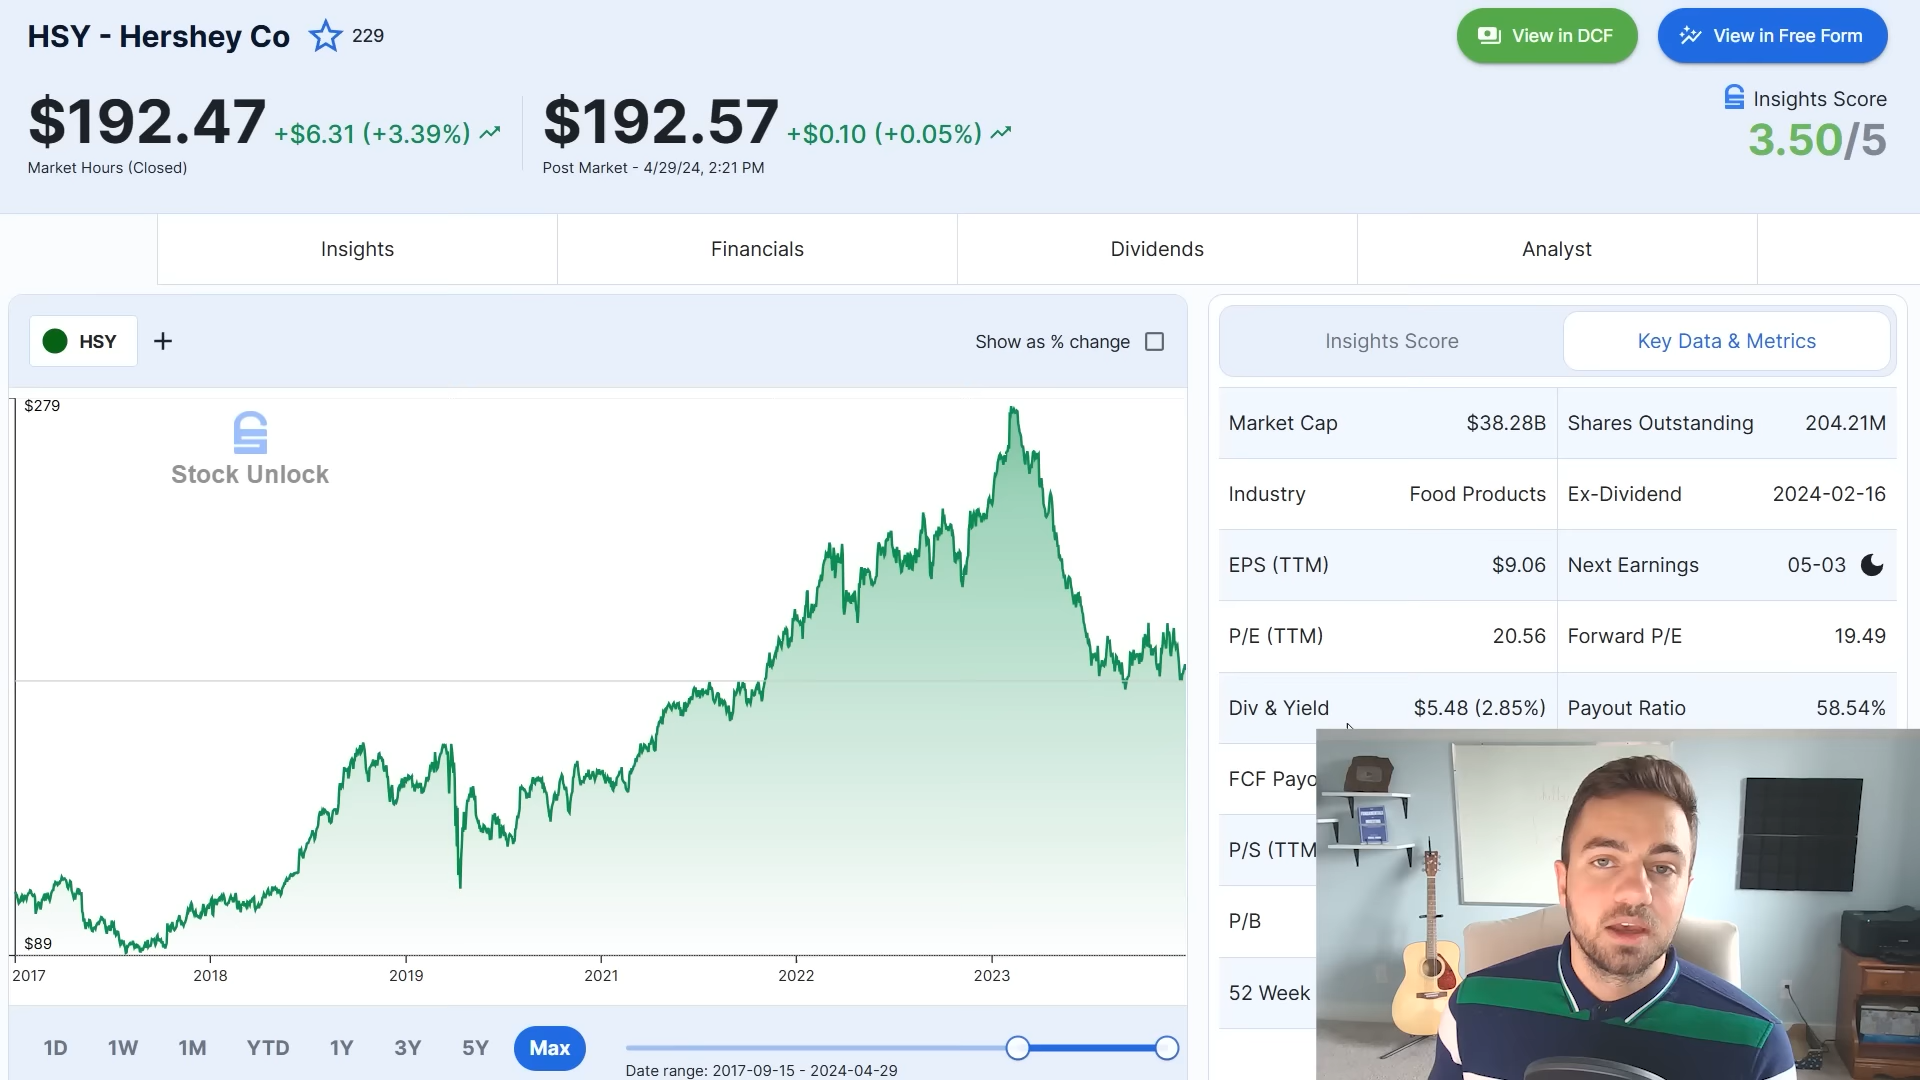 HSY - Hershey Co 229
View in DCF
View in Free Form
$192.47 +$6.31 (+3.39%)
Market Hours (Closed)
$192.57 +$0.10 (+0.05%)
Post Market - 4/29/24, 2:21 PM
Insights Score
3.50/5
Insights Financials Dividends Analyst
HSY +
Show as % change
$279
Stock Unlock
$89
2017 2018 2019 2021 2022 2023
1D 1W 1M YTD 1Y 3Y 5Y Max
Date range: 2017-09-15 - 2024-04-29
Insights Score Key Data & Metrics
Market Cap $38.28B Shares Outstanding 204.21M
Industry Food Products Ex-Dividend 2024-02-16
EPS (TTM) $9.06 Next Earnings 05-03
P/E (TTM) 20.56 Forward P/E 19.49
Div & Yield $5.48 (2.85%) Payout Ratio 58.54%
FCF Payo
P/S (TTM
P/B
52 Week